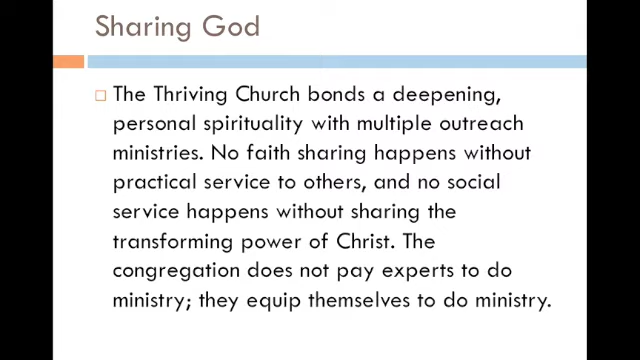 Sharing God
The Thriving Church bonds a deepening,
personal spirituality with multiple outreach
ministries. No faith sharing happens without
practical service to others, and no social
service happens without sharing the
transforming power of Christ. The
congregation does not pay experts to do
ministry; they equip themselves to do ministry.